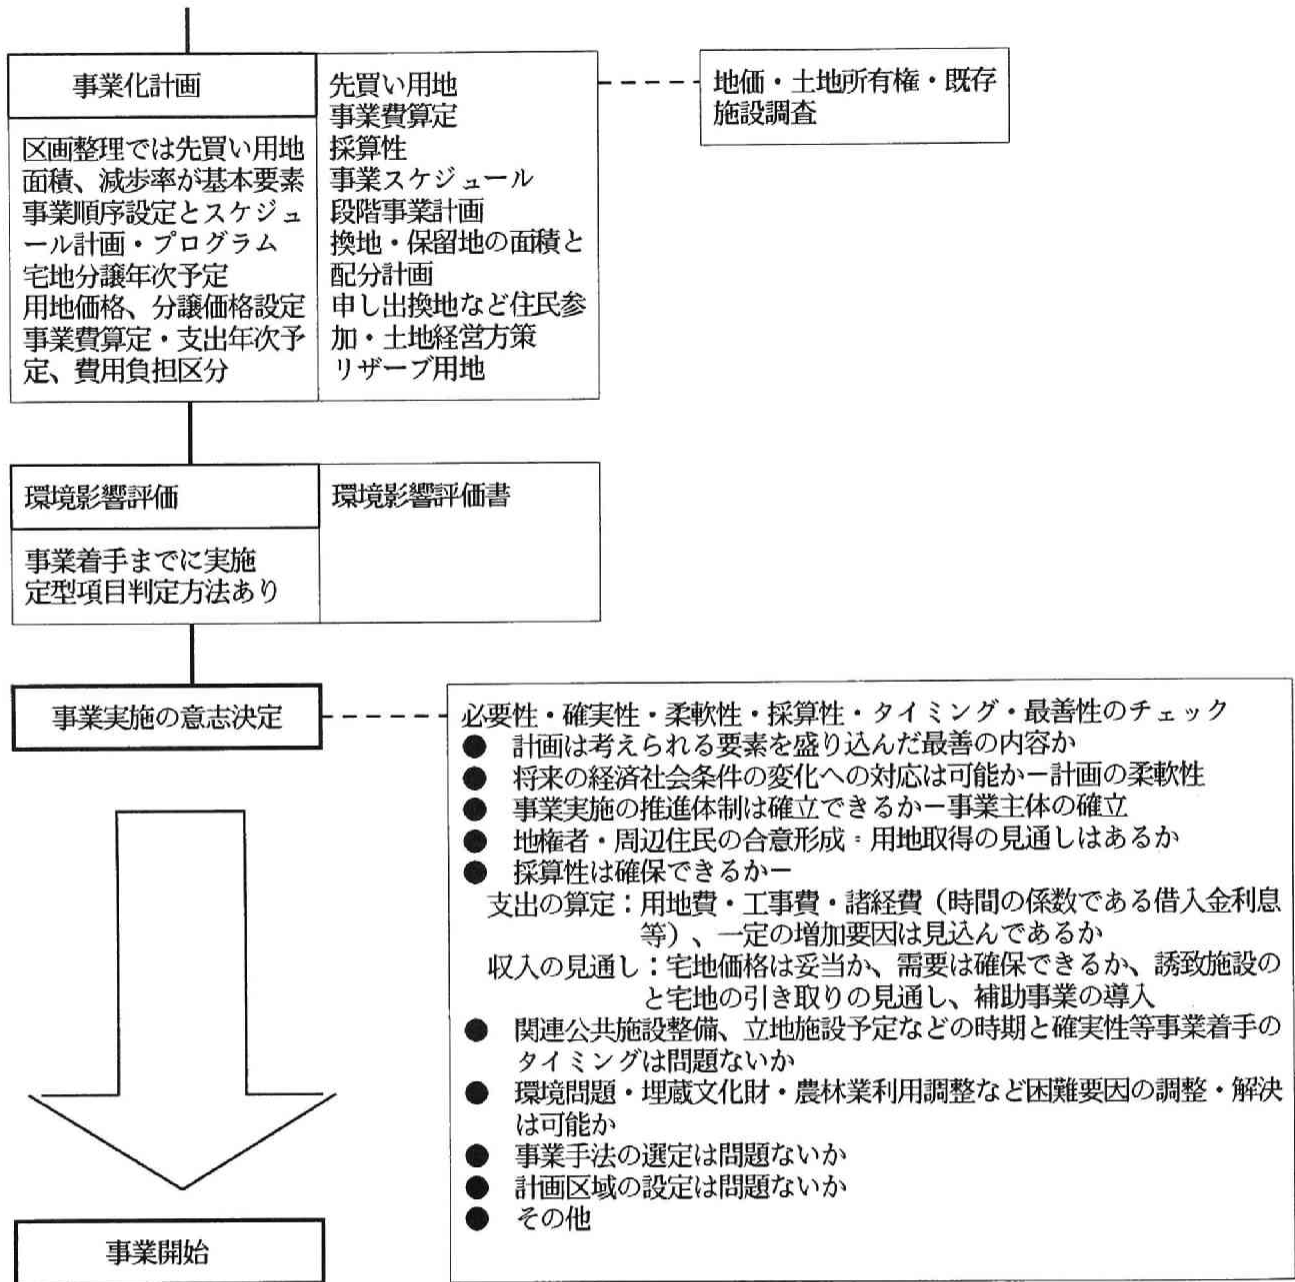 事業化計画
区画整理では先買い用地
面積、減歩率が基本要素
事業順序設定とスケジュ
ール計画・プログラム
宅地分譲年次予定
用地価格、分譲価格設定
事業費算定・支出年次予
定、費用負担区分
先買い用地
事業費算定
採算性
事業スケジュール
段階事業計画
換地・保留地の面積と
配分計画
申し出換地など住民参
加・土地経営方策
リザーブ用地
地価・土地所有権・既存
施設調査
環境影響評価
事業着手までに実施
定型項目判定方法あり
環境影響評価書
事業実施の意志決定
必要性・確実性・柔軟性・採算性・タイミング・最善性のチェック
● 計画は考えられる要素を盛り込んだ最善の内容か
● 将来の経済社会条件の変化への対応は可能かー計画の柔軟性
● 事業実施の推進体制は確立できるかー事業主体の確立
● 地権者・周辺住民の合意形成・用地取得の見通しはあるか
● 採算性は確保できるかー
支出の算定：用地費・工事費・諸経費（時間の係数である借入金利息
等）、一定の増加要因は見込んであるか
収入の見通し：宅地価格は妥当か、需要は確保できるか、誘致施設の
と宅地の引き取りの見通し、補助事業の導入
● 関連公共施設整備、立地施設予定などの時期と確実性等事業着手の
タイミングは問題ないか
● 環境問題・埋蔵文化財・農林業利用調整など困難要因の調整・解決
は可能か
● 事業手法の選定は問題ないか
● 計画区域の設定は問題ないか
● その他
事業開始